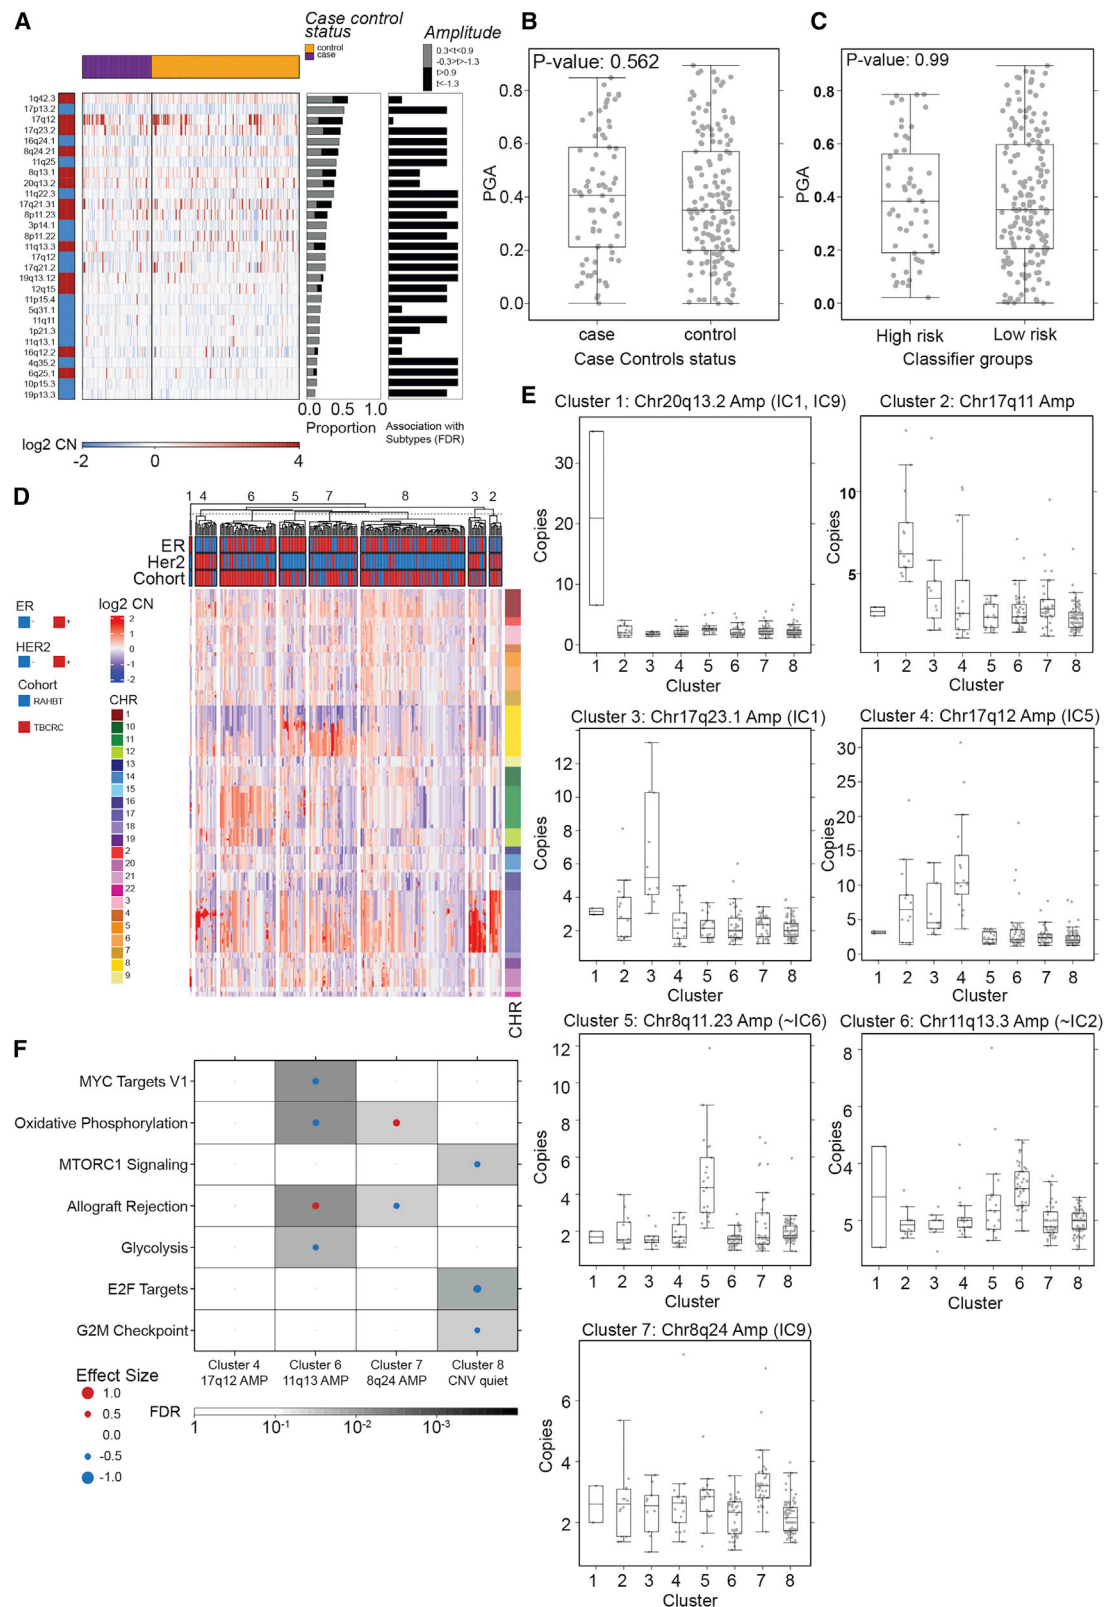 A
Case control
status
control
case
Amplitude
0.3<t<0.9
-0.3>t>-1.3
t>0.9
t<-1.3
1q42.3
17p13.2
17q12
17q23.2
16q24.1
8q24.21
11q25
8q13.1
20q13.2
11q22.3
17q21.31
8p11.23
3p14.1
8p11.22
11q13.3
17q12
17q21.2
19q13.12
12q15
11p15.4
5q31.1
11q11
1p21.3
11q13.1
16q12.2
4q35.2
6q25.1
10p15.3
19p13.3
0.0 0.5 1.0
Proportion
Association with
Subtypes (FDR)
log2 CN
-2 0 4
B
P-value: 0.562
PGA
0.8
0.6
0.4
0.2
0.0
case control
Case Controls status
C
P-value: 0.99
PGA
0.8
0.6
0.4
0.2
0.0
High risk Low risk
Classifier groups
D
1 4 6 5 7 8 3 2
ER
Her2
Cohort
ER
- +
HER2
- +
Cohort
RAHBT
TBCRC
log2 CN
2
1
0
-1
-2
CHR
1
10
11
12
13
14
15
16
17
18
19
2
20
21
22
3
4
5
6
7
8
9
CHR
E
Cluster 1: Chr20q13.2 Amp (IC1, IC9)
Copies
30
20
10
0
1 2 3 4 5 6 7 8
Cluster
Cluster 2: Chr17q11 Amp
Copies
10
5
1 2 3 4 5 6 7 8
Cluster
Cluster 3: Chr17q23.1 Amp (IC1)
Copies
12
10
8
6
4
2
1 2 3 4 5 6 7 8
Cluster
Cluster 4: Chr17q12 Amp (IC5)
Copies
30
25
20
15
10
5
0
1 2 3 4 5 6 7 8
Cluster
Cluster 5: Chr8q11.23 Amp (~IC6)
Copies
12
10
8
6
4
2
1 2 3 4 5 6 7 8
Cluster
Cluster 6: Chr11q13.3 Amp (~IC2)
Copies
8
6
4
5
1 2 3 4 5 6 7 8
Cluster
Cluster 7: Chr8q24 Amp (IC9)
Copies
6
4
2
1 2 3 4 5 6 7 8
Cluster
F
MYC Targets V1
Oxidative Phosphorylation
MTORC1 Signaling
Allograft Rejection
Glycolysis
E2F Targets
G2M Checkpoint
Cluster 4 Cluster 6 Cluster 7 Cluster 8
17q12 AMP 11q13 AMP 8q24 AMP CNV quiet
Effect Size
1.0
0.5
0.0
-0.5
-1.0
FDR
1 10-1 10-2 10-3